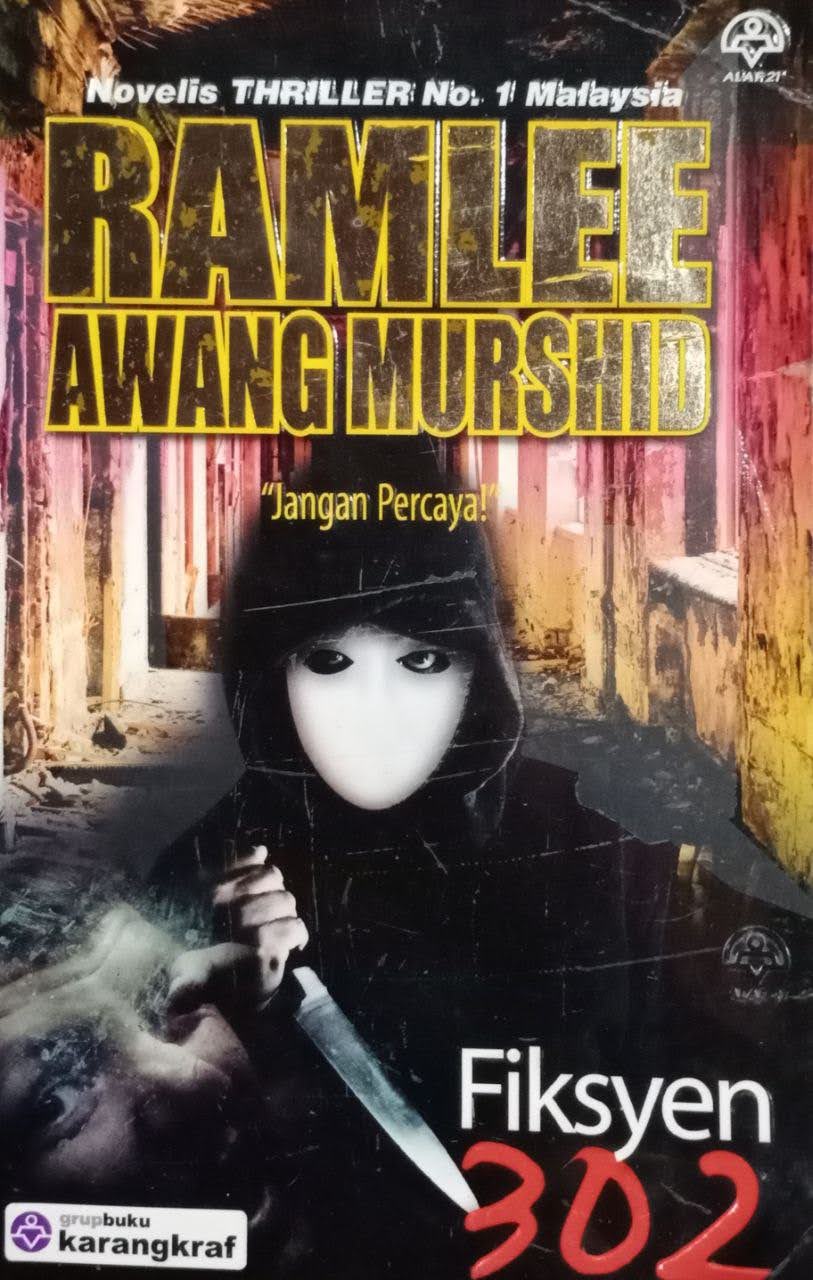 ALAF21
Novelis THRILLER No. 1 Malaysia
RAMLEE
AWANG MURSHID
"Jangan Percaya!"
Fiksyen
302
grupbuku
karangkraf